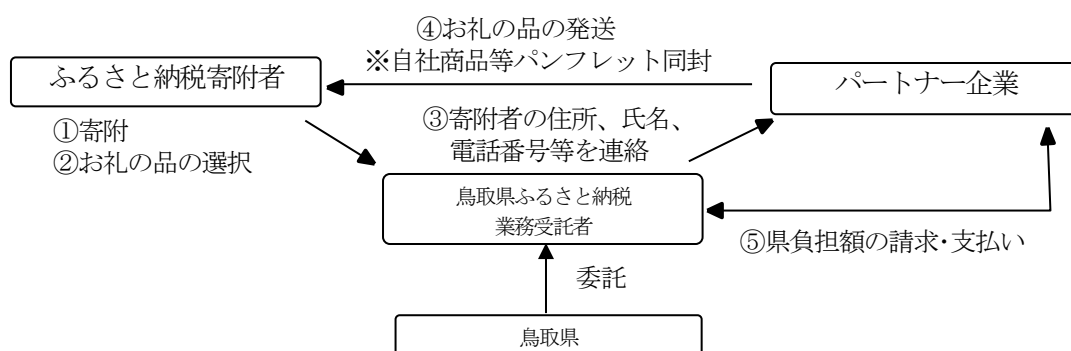 ④お礼の品の発送
※自社商品等パンフレット同封
ふるさと納税寄附者
パートナー企業
①寄附
②お礼の品の選択
③寄附者の住所、氏名、
電話番号等を連絡
鳥取県ふるさと納税
業務受託者
⑤県負担額の請求・支払い
委託
鳥取県